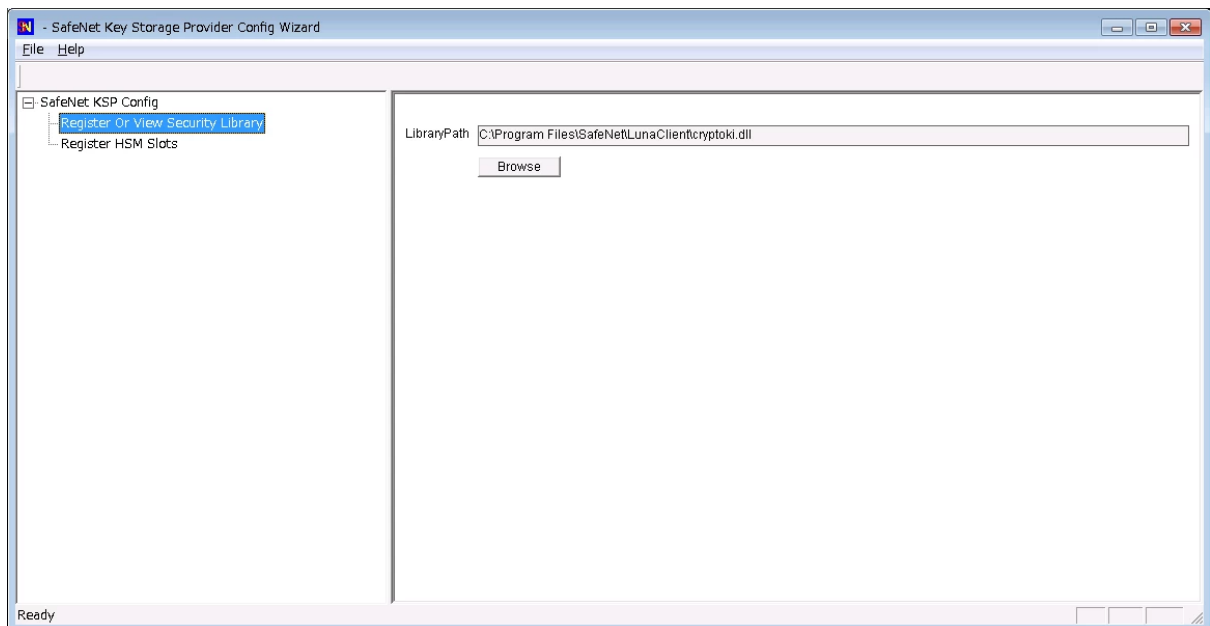 - SafeNet Key Storage Provider Config Wizard
File Help
SafeNet KSP Config
Register Or View Security Library
Register HSM Slots
LibraryPath C:\Program Files\SafeNet\LunaClient\cryptoki.dll
Browse
Ready